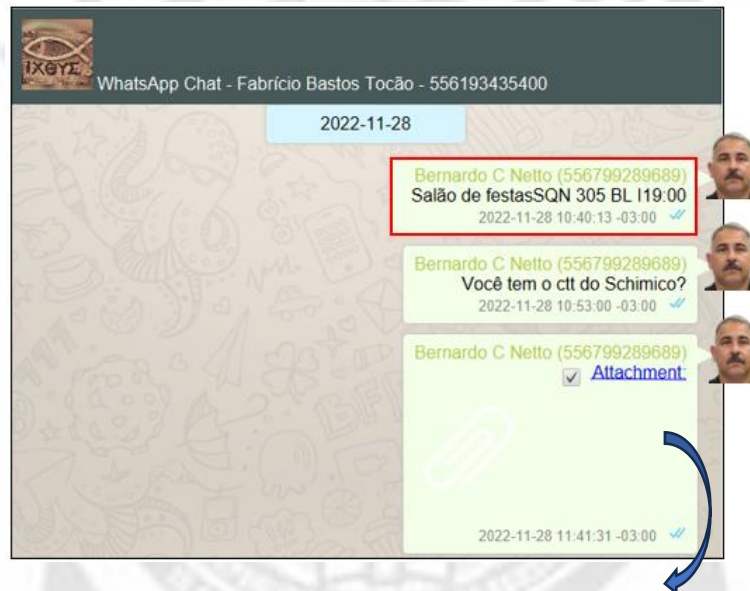 ΙΧΘΥΣ
WhatsApp Chat - Fabrício Bastos Tocão - 556193435400
2022-11-28
Bernardo C Netto (556799289689)
Salão de festasSQN 305 BL I19:00
2022-11-28 10:40:13 -03:00
Bernardo C Netto (556799289689)
Você tem o ctt do Schimico?
2022-11-28 10:53:00 -03:00
Bernardo C Netto (556799289689)
Attachment:
2022-11-28 11:41:31 -03:00